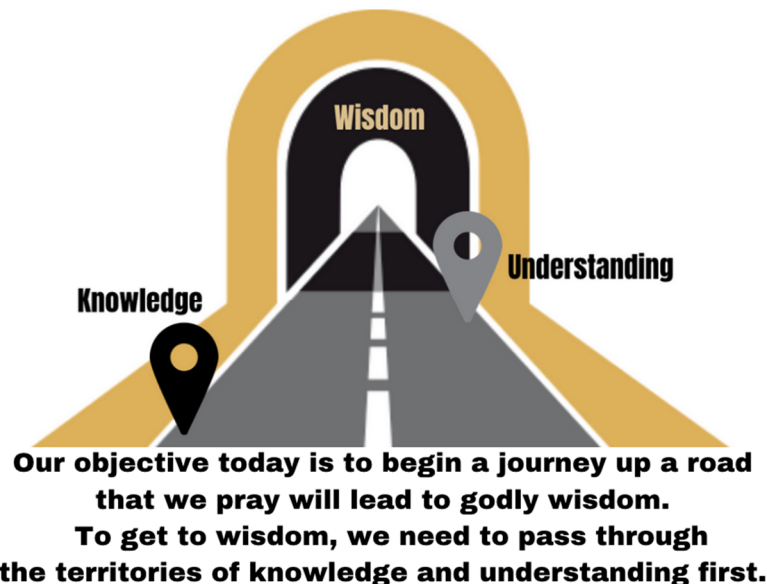 Wisdom
Understanding
Knowledge
Our objective today is to begin a journey up a road
that we pray will lead to godly wisdom.
To get to wisdom, we need to pass through
the territories of knowledge and understanding first.